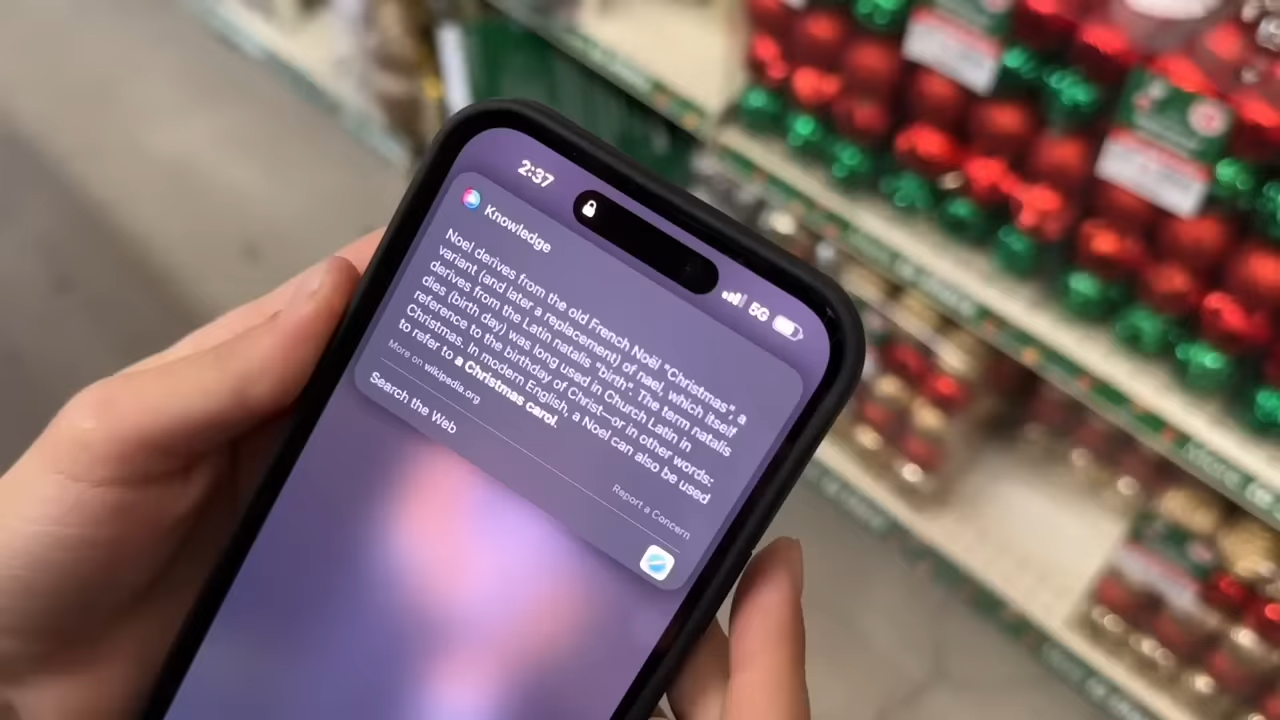 2:37
5G
Knowledge
Noel derives from the old French Noël "Christmas", a
variant (and later a replacement) of nael, which itself
derives from the Latin natalis "birth". The term natalis
dies (birth day) was long used in Church Latin in
reference to the birthday of Christ—or in other words:
Christmas. In modern English, a Noel can also be used
to refer to a Christmas carol.
More on wikipedia.org
Report a Concern
Search the Web